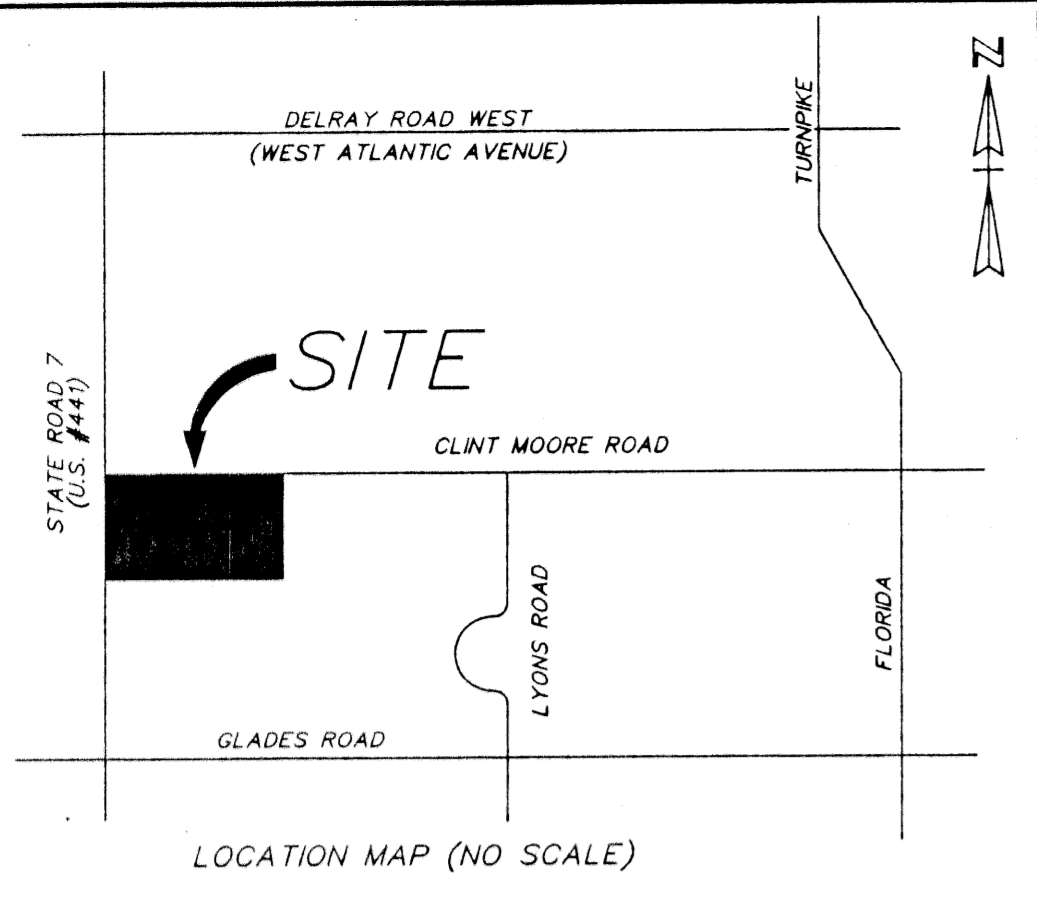 N
DELRAY ROAD WEST
(WEST ATLANTIC AVENUE)
TURNPIKE
SITE
STATE ROAD 7
(U.S. #441)
CLINT MOORE ROAD
LYONS ROAD
FLORIDA
GLADES ROAD
LOCATION MAP (NO SCALE)